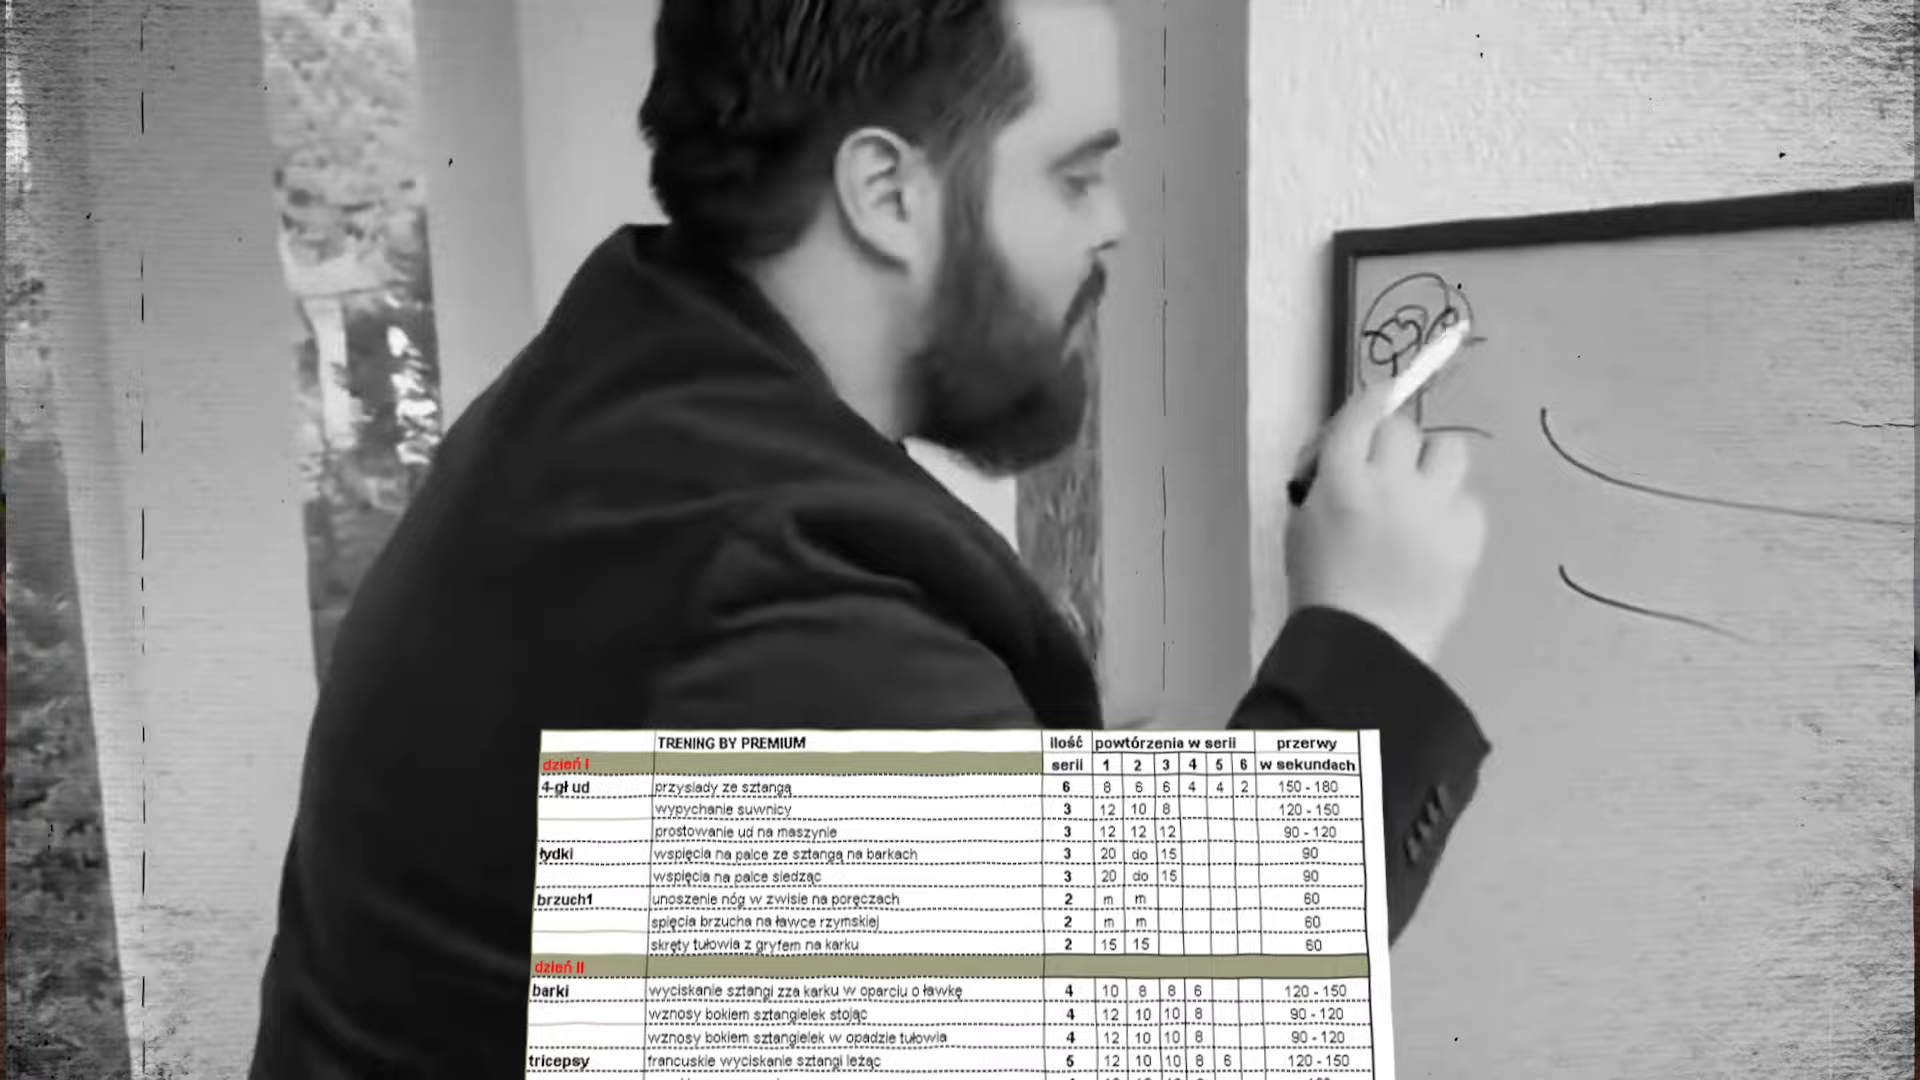 TRENING BY PREMIUM ilość powtórzenia w serii przerwy
dzień I serii 1 2 3 4 5 6 w sekundach
4-gł ud przysiady ze sztangą 6 8 6 6 4 4 2 150 - 180
wypychanie suwnicy 3 12 10 8 120 - 150
prostowanie ud na maszynie 3 12 12 12 90 - 120
łydki wspięcia na palce ze sztangą na barkach 3 20 do 15 90
wspięcia na palce siedząc 3 20 do 15 90
brzuch1 unoszenie nóg w zwisie na poręczach 2 m m 60
spięcia brzucha na ławce rzymskiej 2 m m 60
skręty tułowia z gryfem na karku 2 15 15 60
dzień II
barki wyciskanie sztangi zza karku w oparciu o ławkę 4 10 8 8 6 120 - 150
wznosy bokiem sztangielek stojąc 4 12 10 10 8 90 - 120
wznosy bokiem sztangielek w opadzie tułowia 4 12 10 10 8 90 - 120
tricepsy francuskie wyciskanie sztangi leżąc 5 12 10 10 8 6 120 - 150